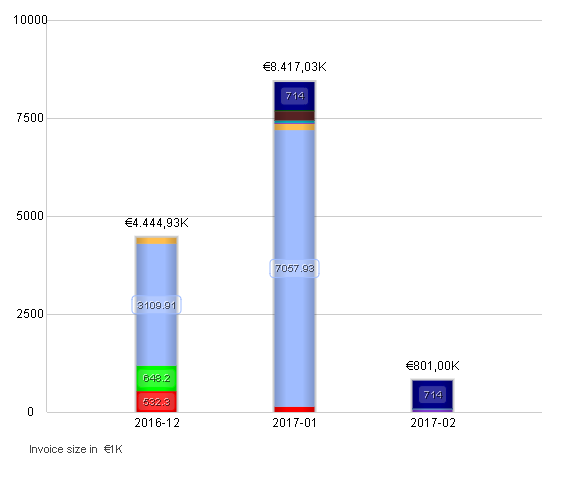 10000
€8.417,03K
714
7500
5000
€4.444,93K
7057.93
3109.91
2500
€801,00K
648.2
714
532.3
0
2016-12 2017-01 2017-02
Invoice size in €1K